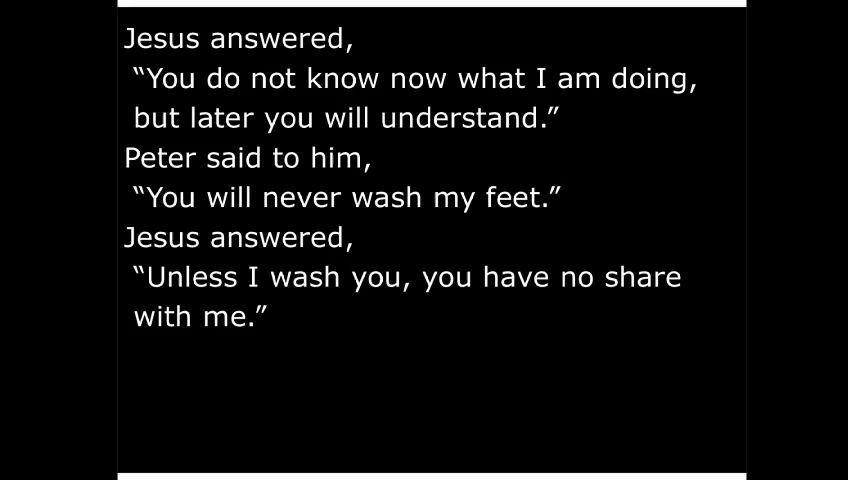 Jesus answered,
“You do not know now what I am doing,
but later you will understand.”
Peter said to him,
“You will never wash my feet.”
Jesus answered,
“Unless I wash you, you have no share
with me.”